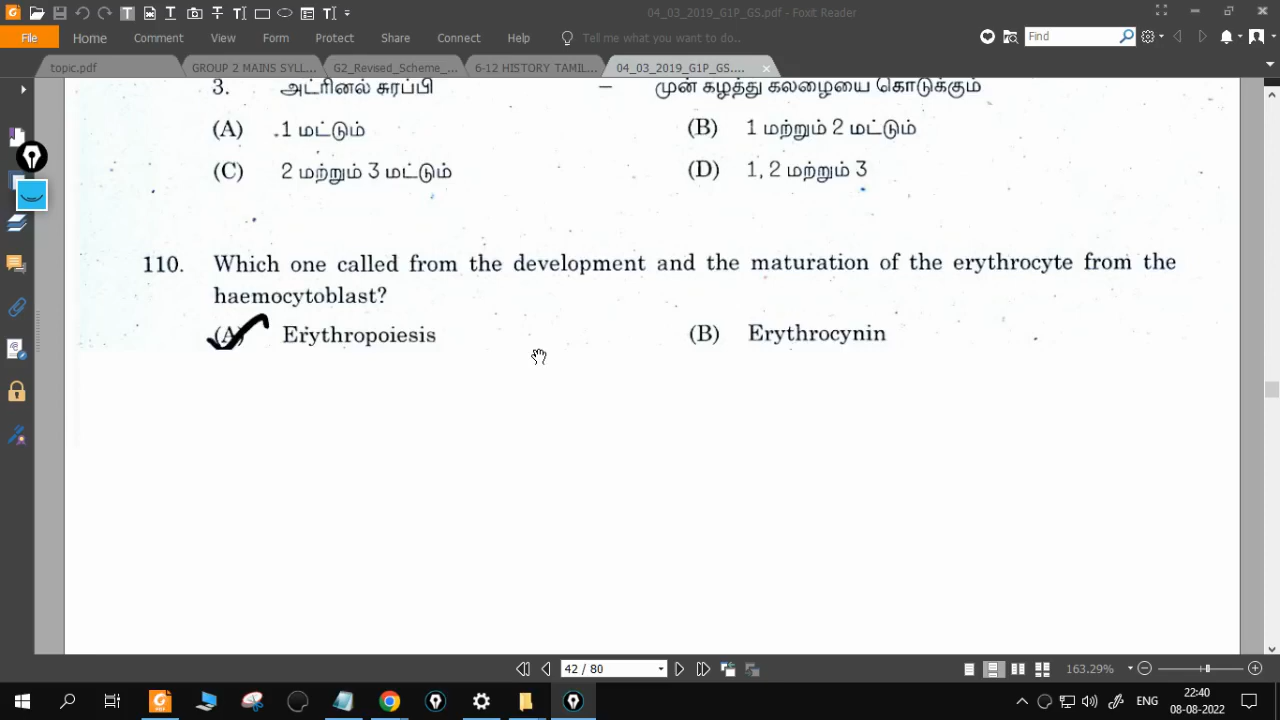 04_03_2019_G1P_GS.pdf - Foxit Reader
File Home Comment View Form Protect Share Connect Help Tell me what you want to do.. Find
topic.pdf GROUP 2 MAINS SYLL... G2_Revised_Scheme_... 6-12 HISTORY TAMIL... 04_03_2019_G1P_GS....
3. அட்ரினல் சுரப்பி – முன் கழத்து கலழையை கொடுக்கும்
(A) 1 மட்டும் (B) 1 மற்றும் 2 மட்டும்
(C) 2 மற்றும் 3 மட்டும் (D) 1, 2 மற்றும் 3
110. Which one called from the development and the maturation of the erythrocyte from the
haemocytoblast?
(A) Erythropoiesis (B) Erythrocynin
42 / 80 163.29%
ENG 22:40
08-08-2022